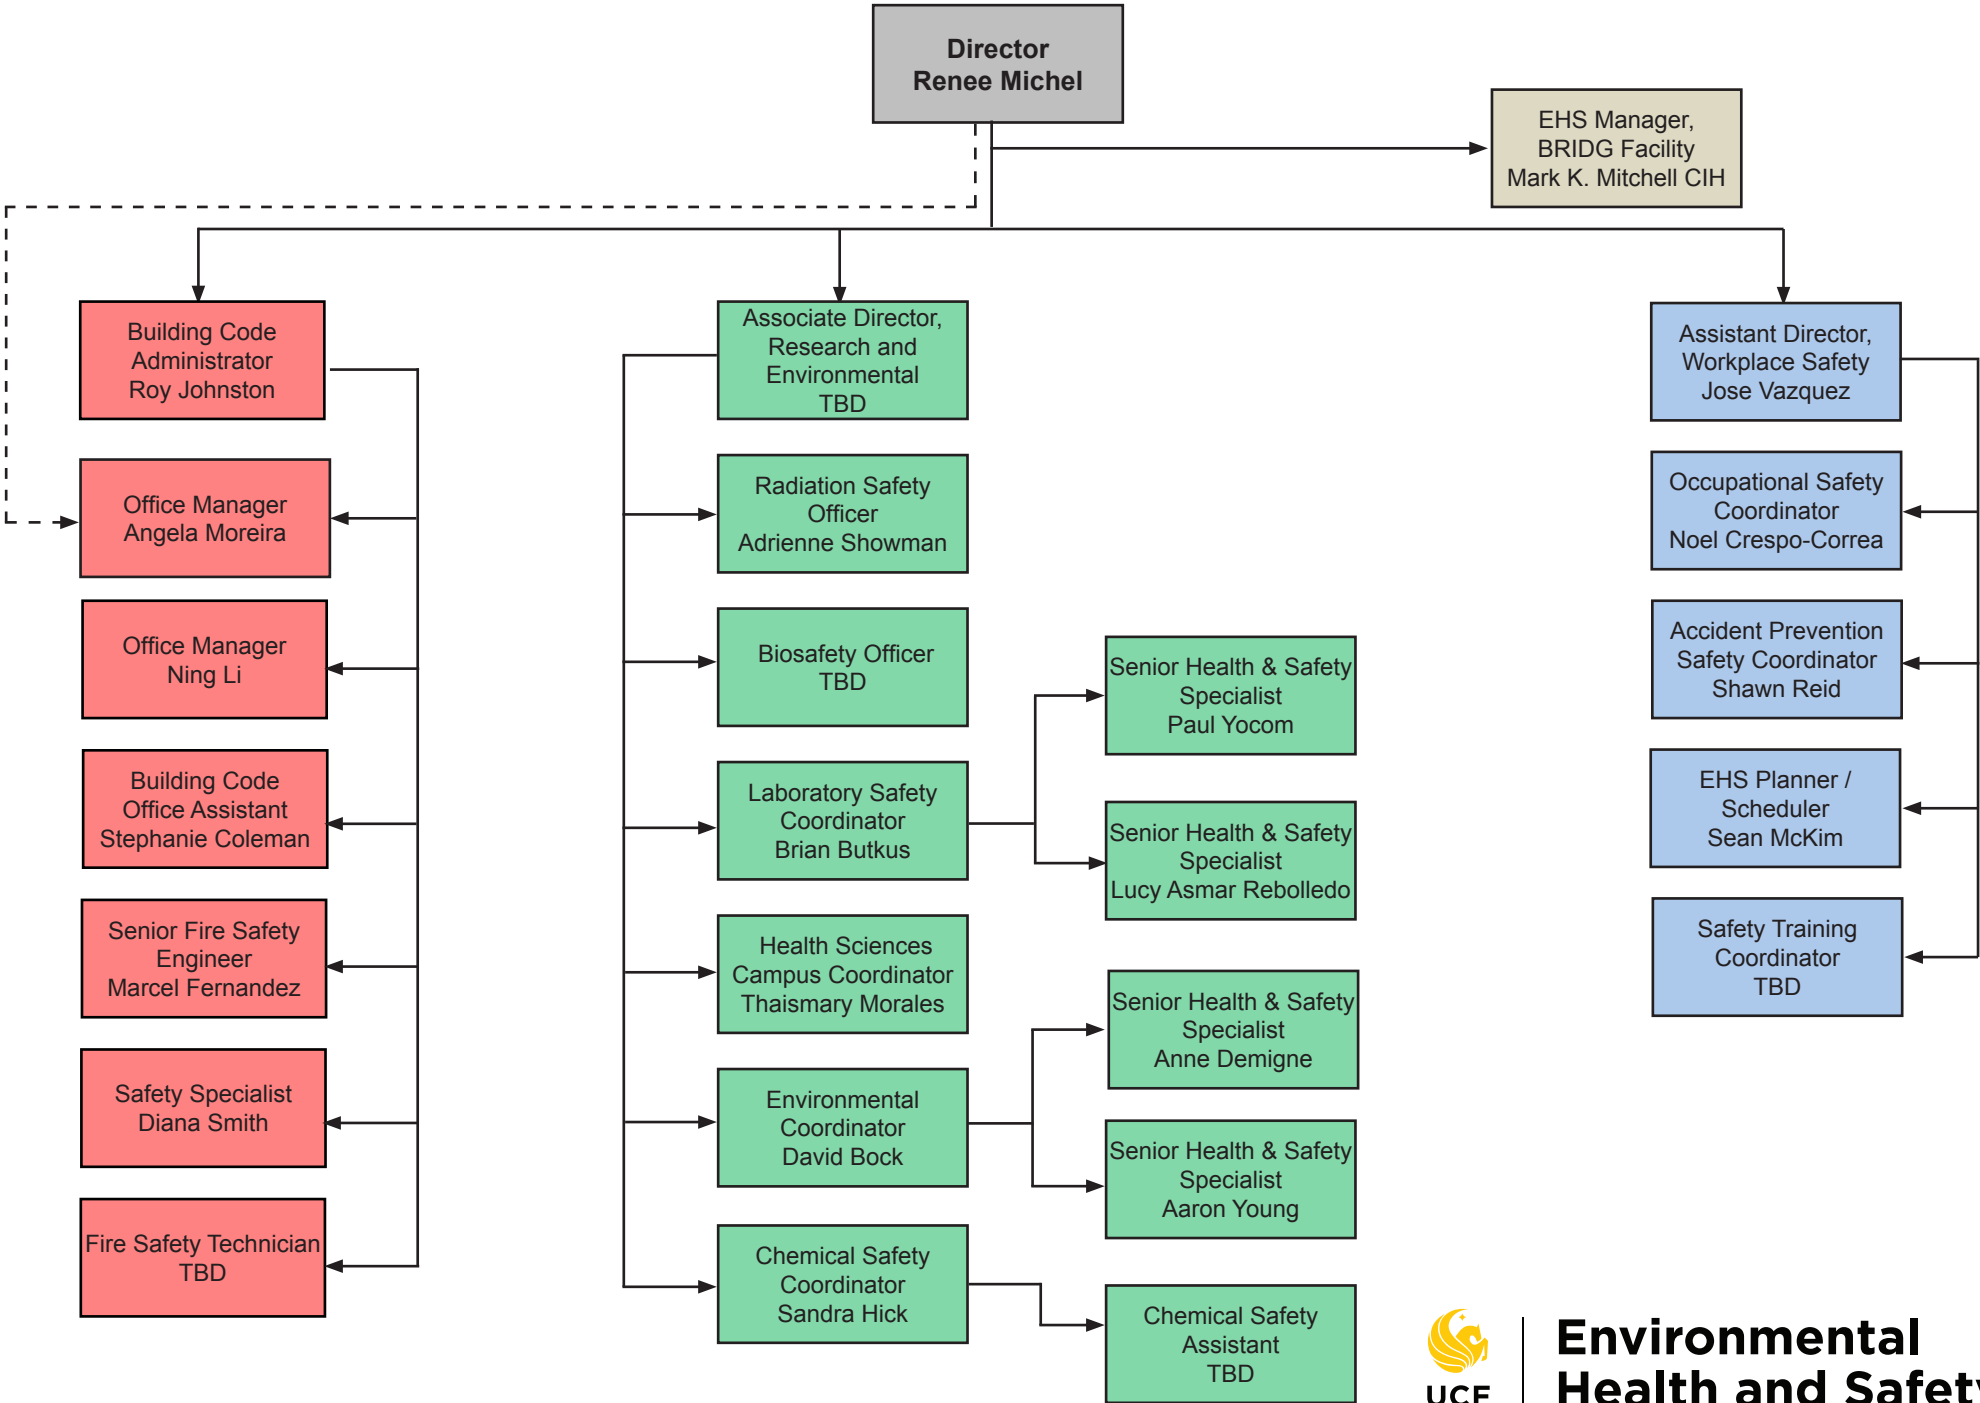 Director
Renee Michel
EHS Manager,
BRIDG Facility
Mark K. Mitchell CIH
Building Code
Administrator
Roy Johnston
Office Manager
Angela Moreira
Office Manager
Ning Li
Building Code
Office Assistant
Stephanie Coleman
Senior Fire Safety
Engineer
Marcel Fernandez
Safety Specialist
Diana Smith
Fire Safety Technician
TBD
Associate Director,
Research and
Environmental
TBD
Radiation Safety
Officer
Adrienne Showman
Biosafety Officer
TBD
Laboratory Safety
Coordinator
Brian Butkus
Health Sciences
Campus Coordinator
Thaismary Morales
Environmental
Coordinator
David Bock
Chemical Safety
Coordinator
Sandra Hick
Senior Health & Safety
Specialist
Paul Yocom
Senior Health & Safety
Specialist
Lucy Asmar Rebolledo
Senior Health & Safety
Specialist
Anne Demigne
Senior Health & Safety
Specialist
Aaron Young
Chemical Safety
Assistant
TBD
Assistant Director,
Workplace Safety
Jose Vazquez
Occupational Safety
Coordinator
Noel Crespo-Correa
Accident Prevention
Safety Coordinator
Shawn Reid
EHS Planner /
Scheduler
Sean McKim
Safety Training
Coordinator
TBD
UCF
Environmental
Health and Safety